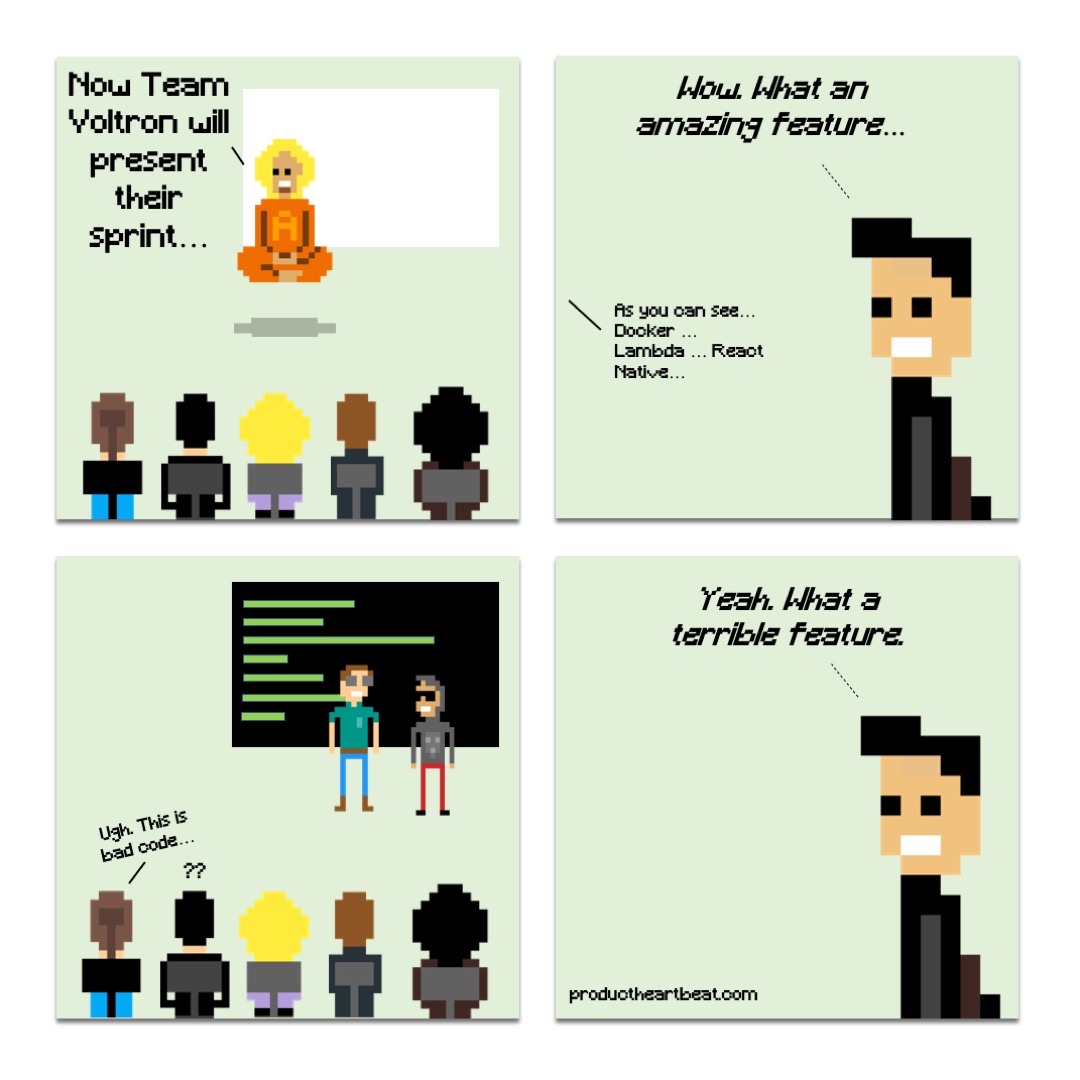 Now Team
Voltron will
present
their
sprint...
Wow. What an
amazing feature...
As you can see...
Docker ...
Lambda ... React
Native...
Ugh. This is
bad code...
??
Yeah. What a
terrible feature.
productheartbeat.com